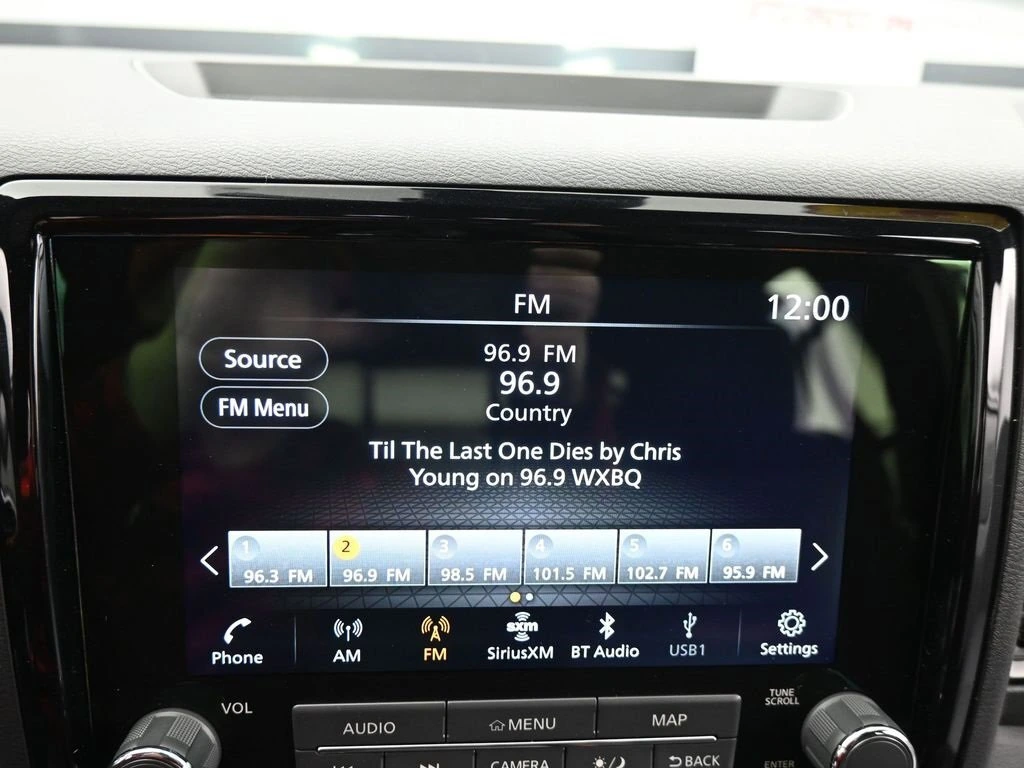 FM
12:00
Source
FM Menu
96.9 FM
96.9
Country
Til The Last One Dies by Chris
Young on 96.9 WXBQ
1 2 3 4 5 6
96.3 FM 96.9 FM 98.5 FM 101.5 FM 102.7 FM 95.9 FM
sxm
Phone AM FM SiriusXM BT Audio USB1 Settings
VOL
TUNE
SCROLL
AUDIO MENU MAP
CAMERA BACK
ENTER